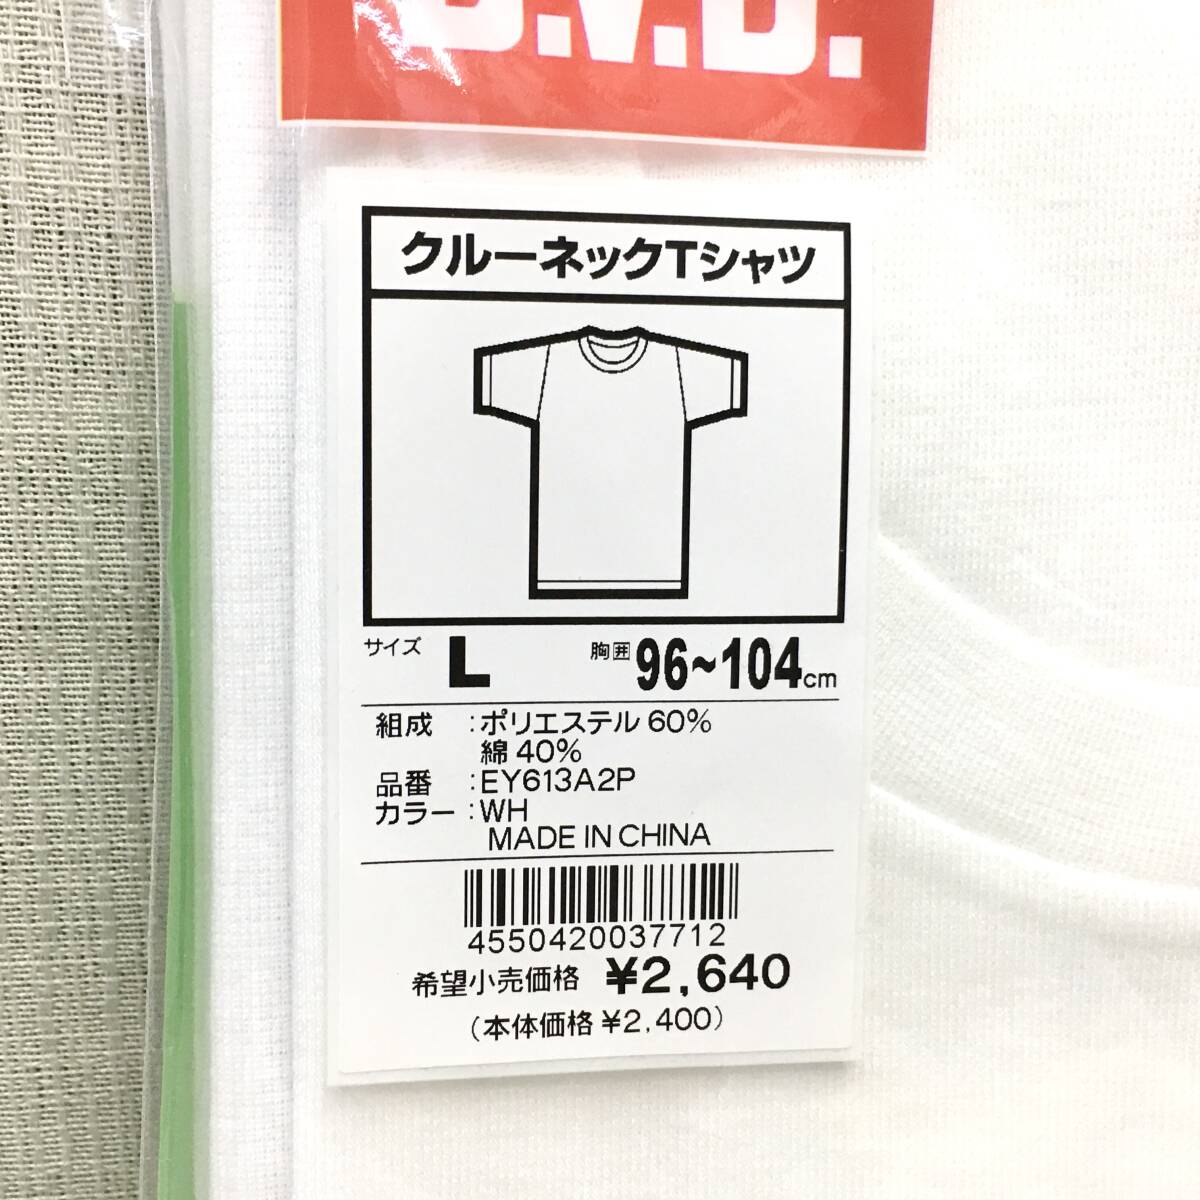 B.V.D.
クルーネックTシャツ
サイズ L 胸囲 96~104cm
組成 :ポリエステル 60%
綿 40%
品番 :EY613A2P
カラー :WH
MADE IN CHINA
4550420037712
希望小売価格 ¥2,640
(本体価格 ¥2,400)